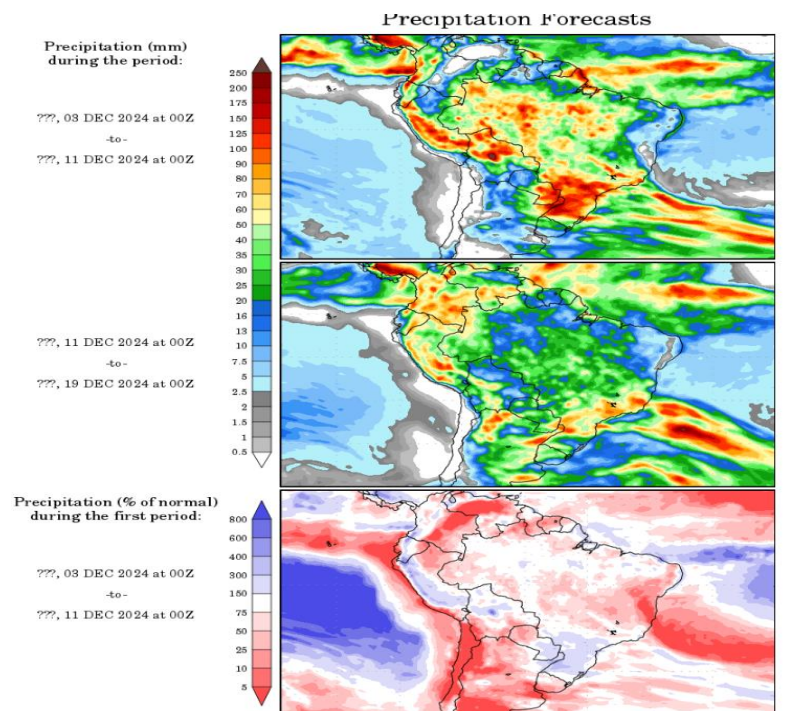 Precipitation Forecasts
Precipitation (mm)
during the period:
???, 03 DEC 2024 at 00Z
-to-
???, 11 DEC 2024 at 00Z
250
200
175
150
125
100
90
80
70
60
50
40
35
30
25
20
16
13
10
7.5
5
2.5
2
1.5
1
0.5
???, 11 DEC 2024 at 00Z
-to-
???, 19 DEC 2024 at 00Z
Precipitation (% of normal)
during the first period:
???, 03 DEC 2024 at 00Z
-to-
???, 11 DEC 2024 at 00Z
800
600
400
300
150
75
50
25
10
5